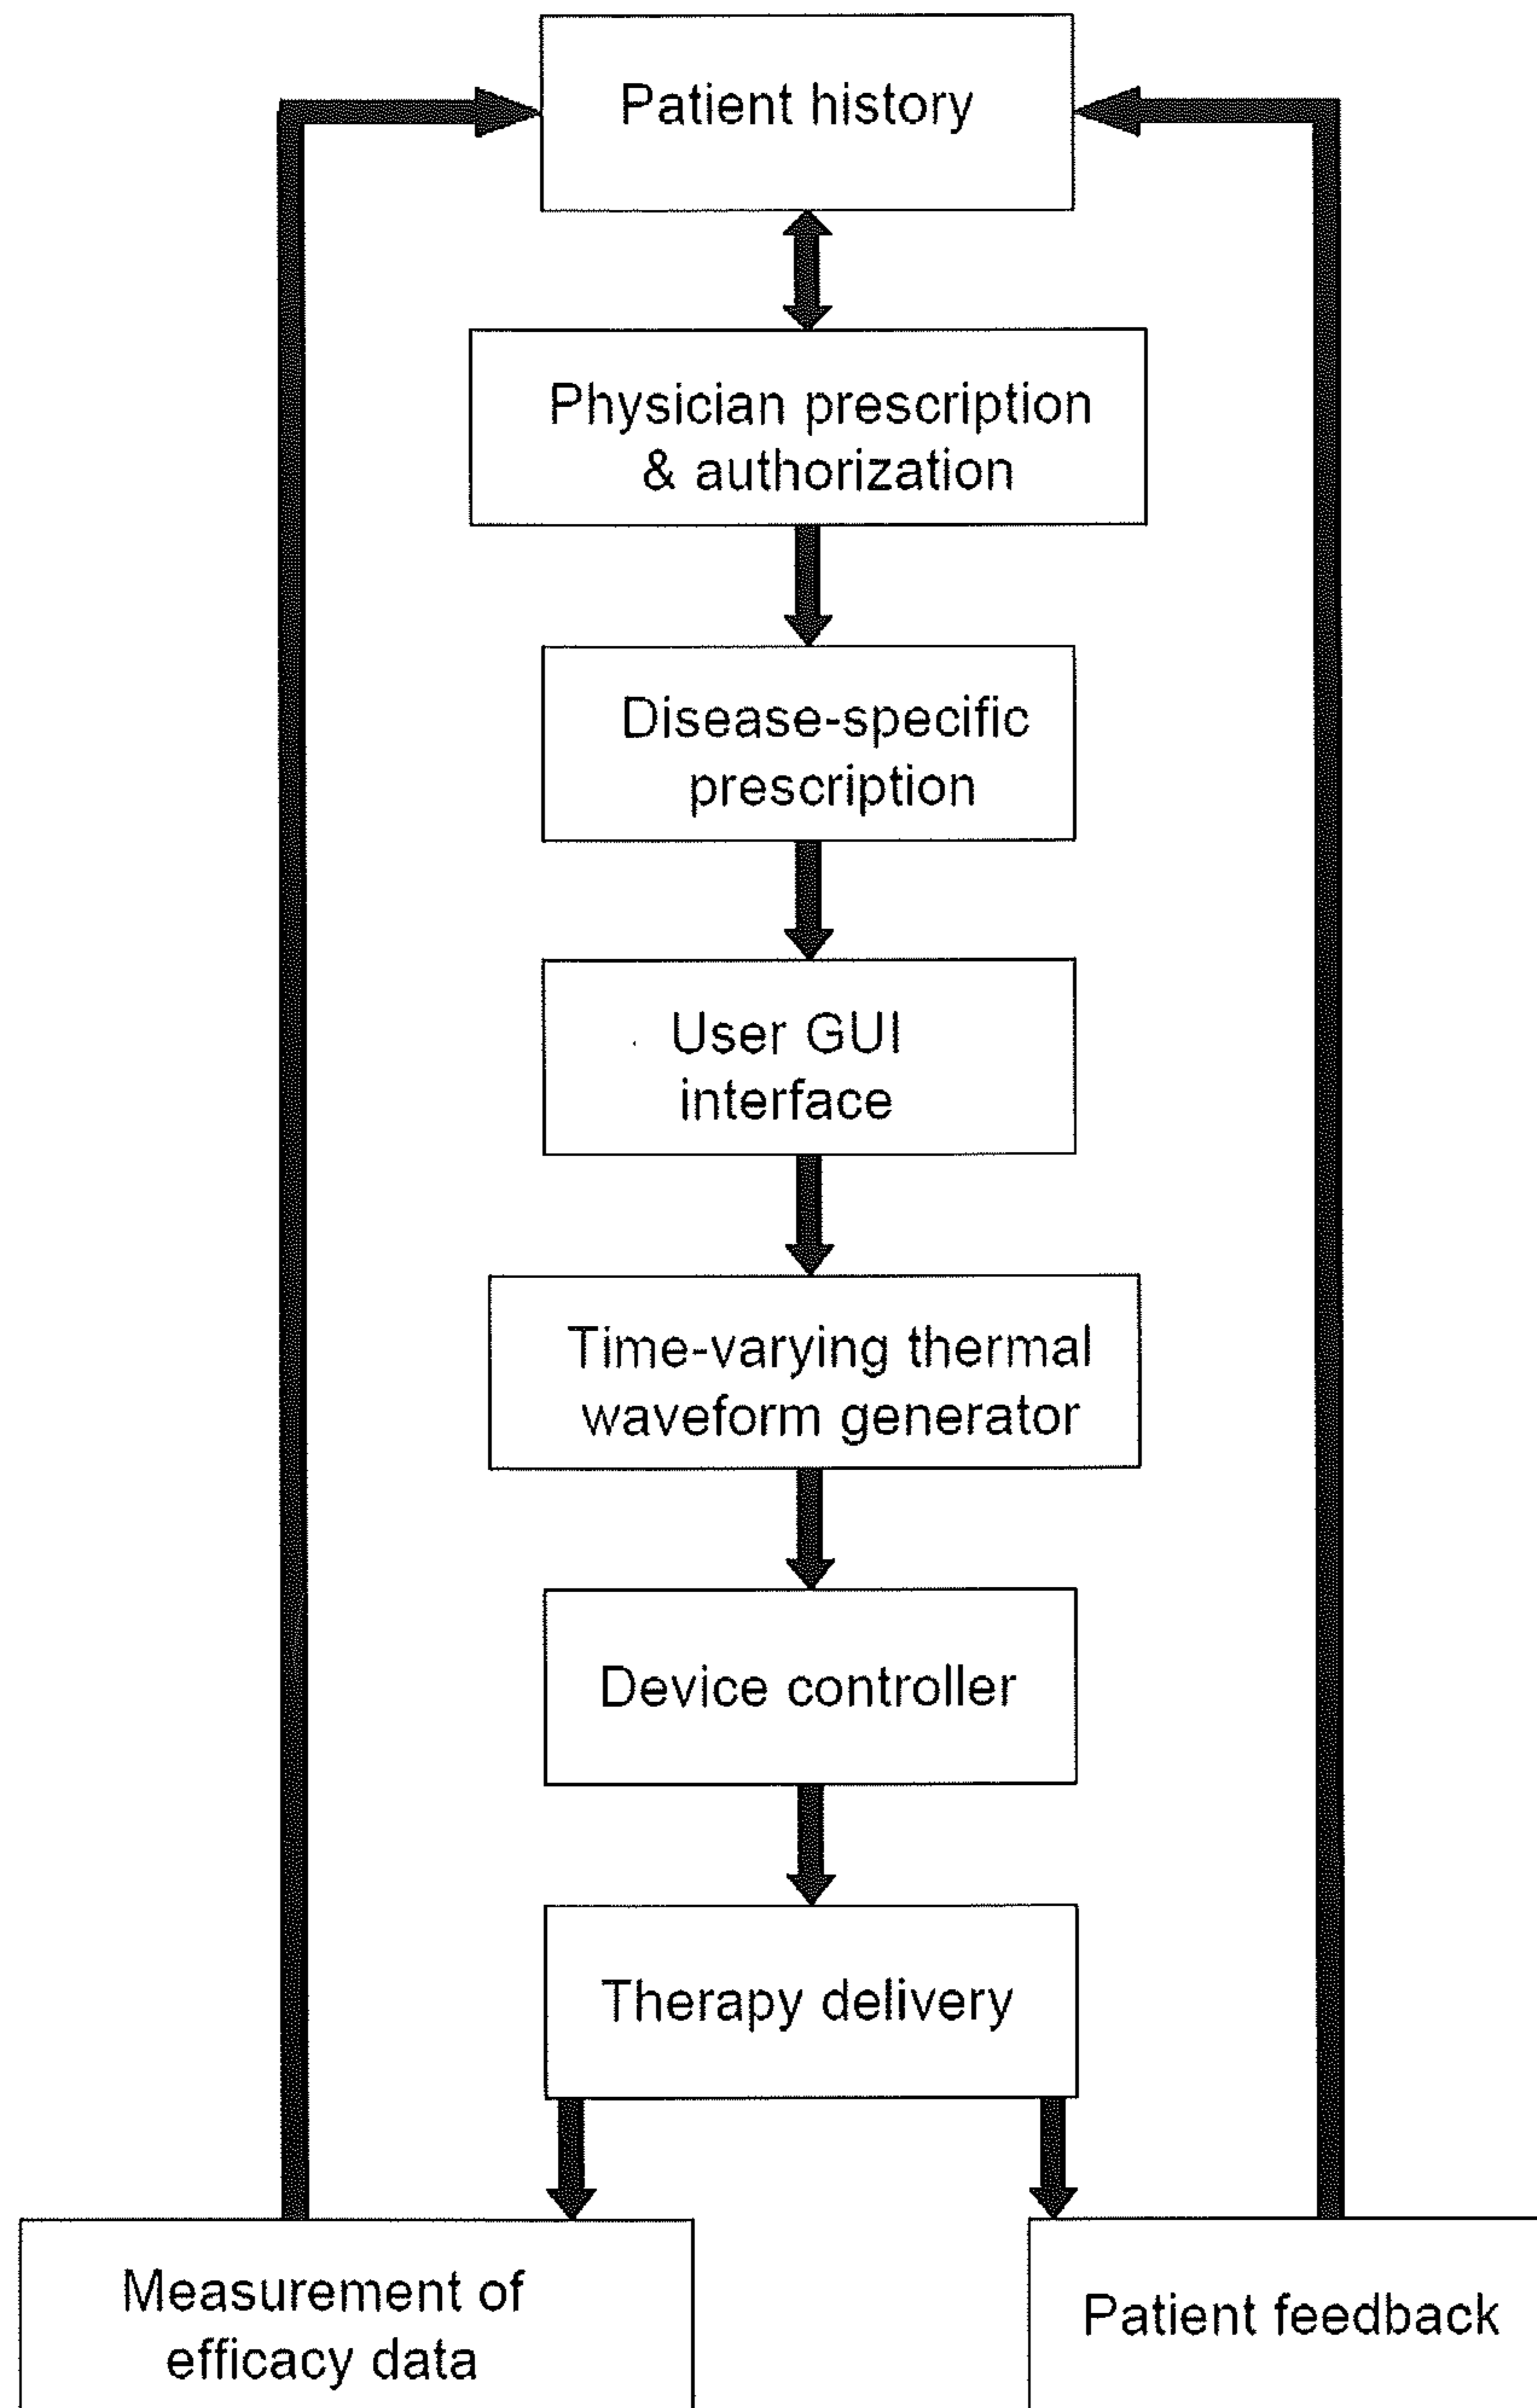 Patient history
Physician prescription
& authorization
Disease-specific
prescription
User GUI
interface
Time-varying thermal
waveform generator
Device controller
Therapy delivery
Measurement of
efficacy data
Patient feedback